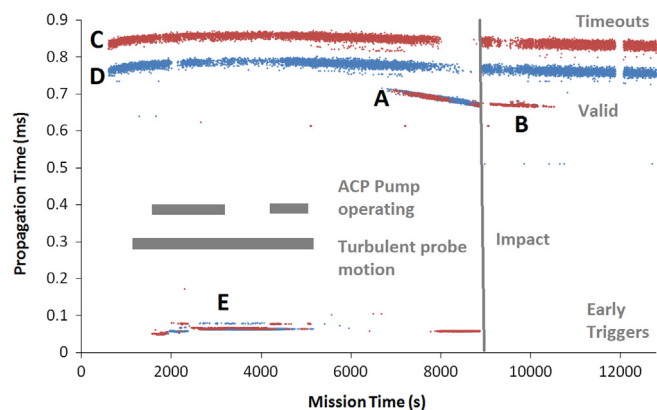 0.9
0.8
0.7
0.6
0.5
0.4
0.3
0.2
0.1
0
Propagation Time (ms)
C
D
A
B
E
Timeouts
Valid
ACP Pump
operating
Turbulent probe
motion
Impact
Early
Triggers
0
2000
4000
6000
8000
10000
12000
Mission Time (s)